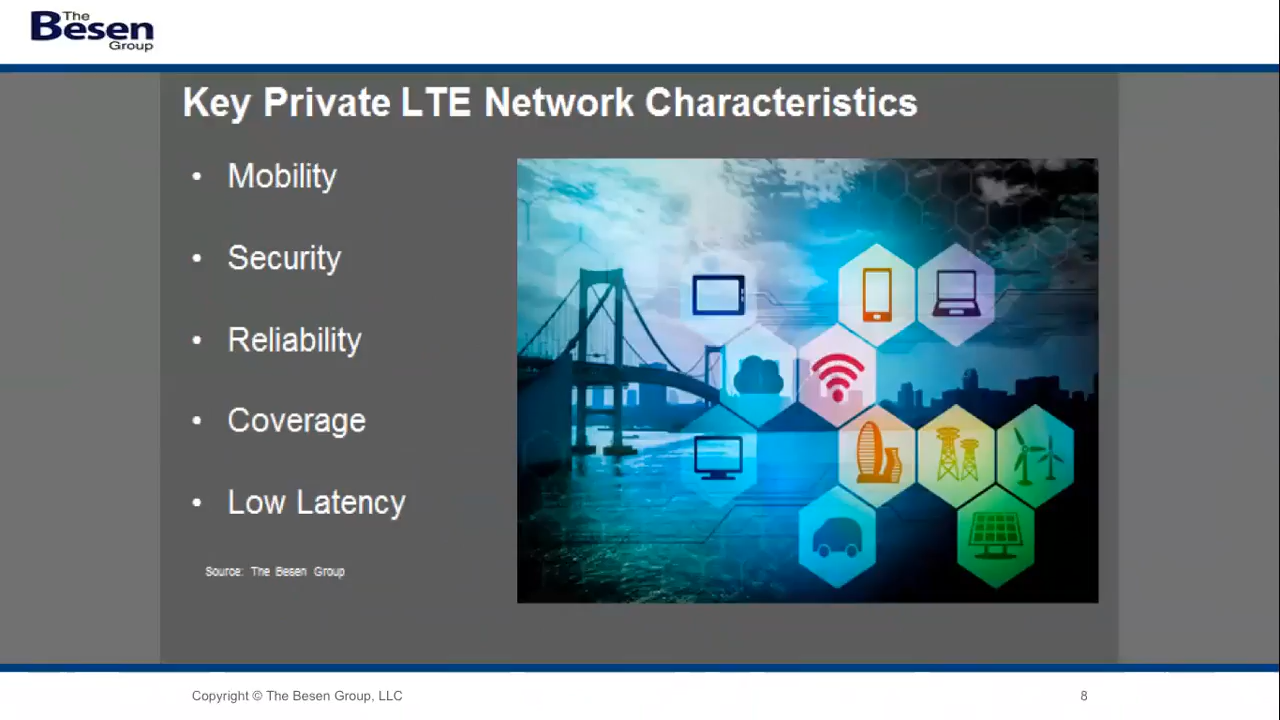 The
Besen
Group
Key Private LTE Network Characteristics
• Mobility
• Security
• Reliability
• Coverage
• Low Latency
Source: The Besen Group
Copyright © The Besen Group, LLC
8